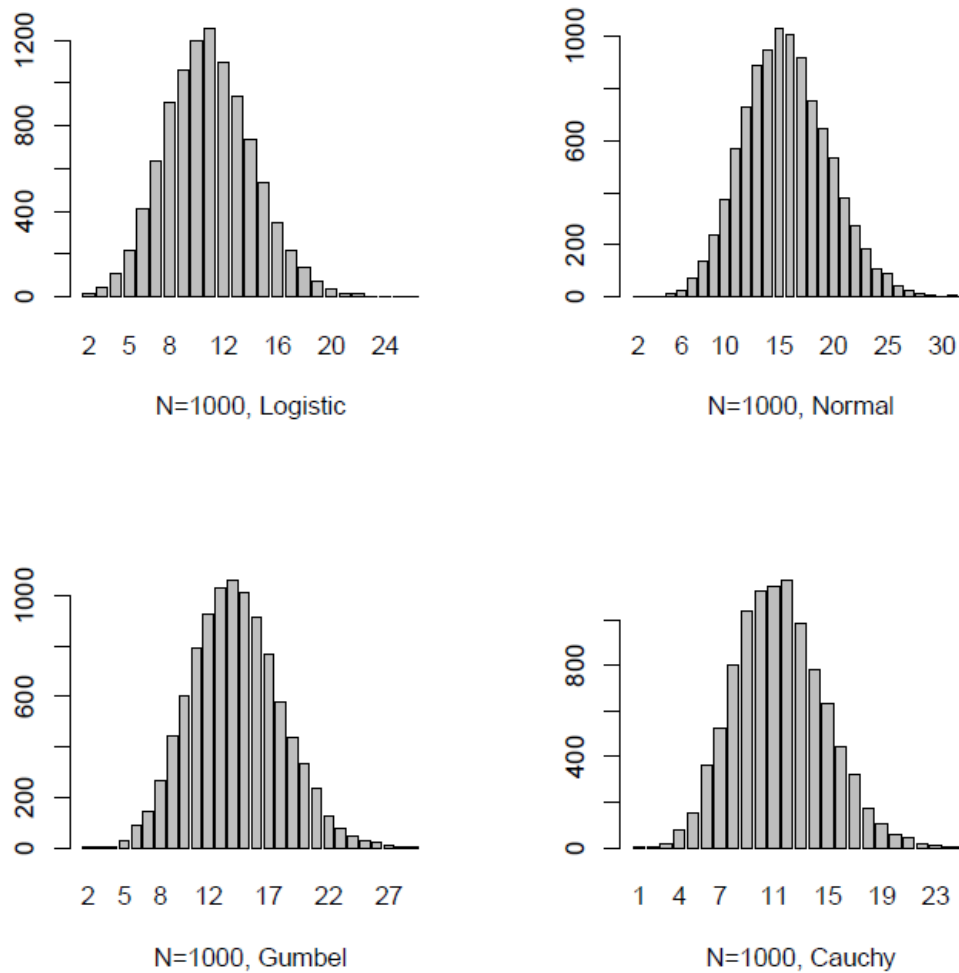 1200
800
400
0
2 5 8 12 16 20 24
N=1000, Logistic
1000
600
200
0
2 6 10 15 20 25 30
N=1000, Normal
1000
600
200
0
2 5 8 12 17 22 27
N=1000, Gumbel
800
400
0
1 4 7 11 15 19 23
N=1000, Cauchy